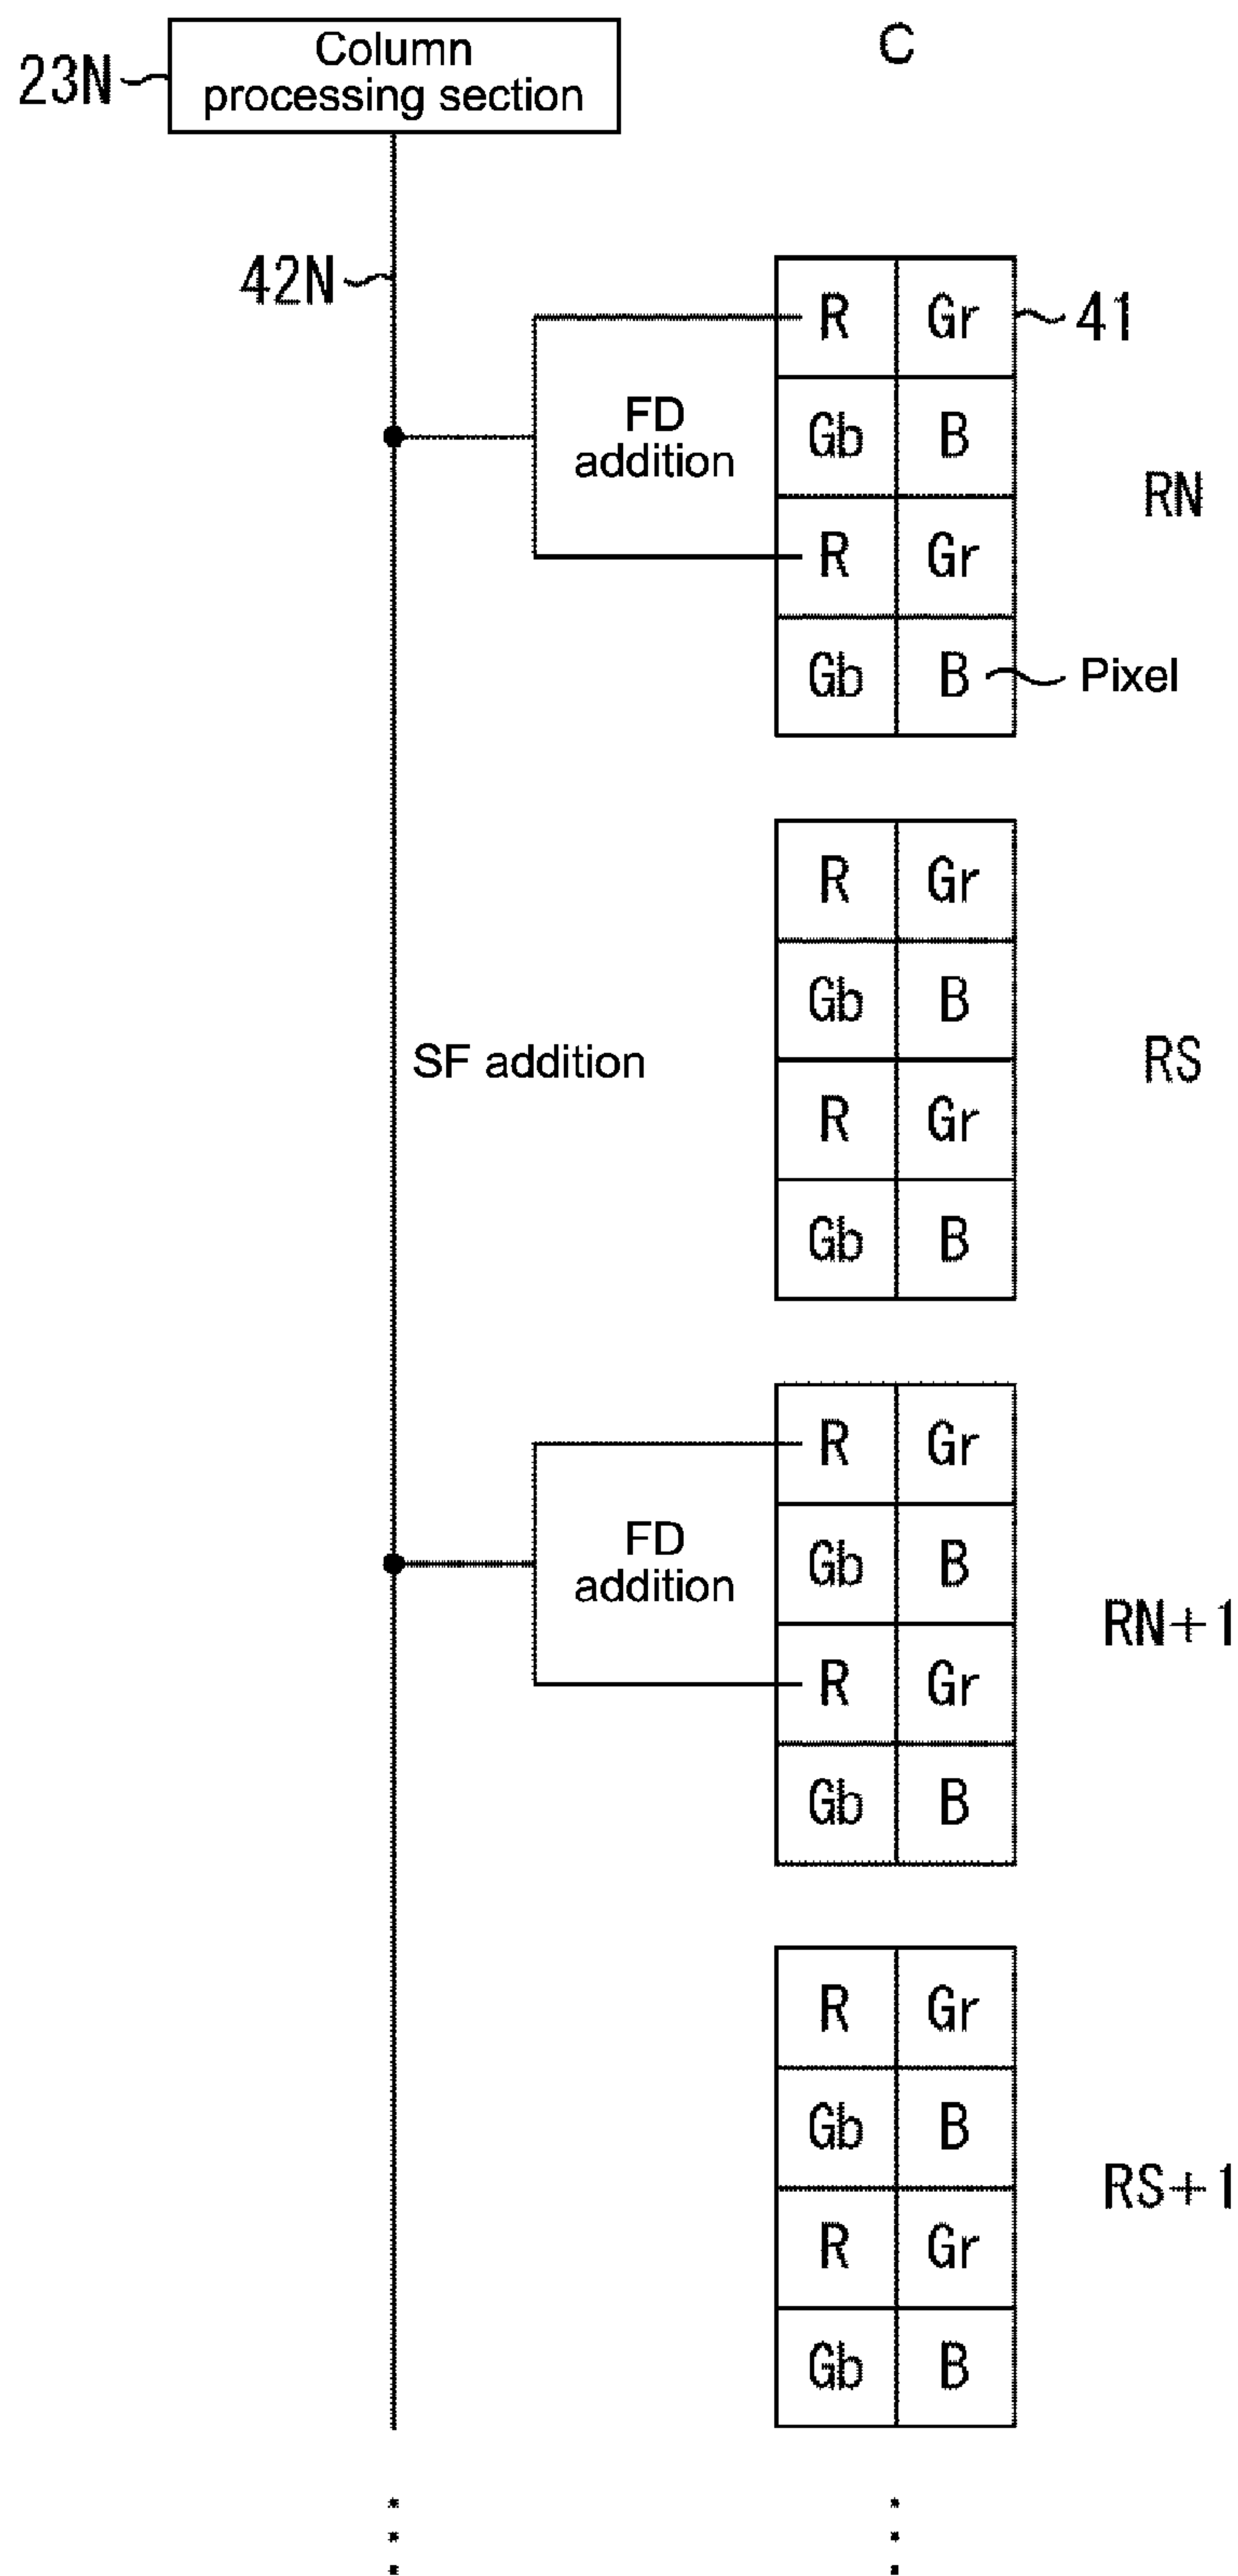 Column
processing section
23N
C
42N
R Gr
41
FD
addition
Gb B
RN
R Gr
Gb B
Pixel
R Gr
Gb B
SF addition
RS
R Gr
Gb B
R Gr
FD
addition
Gb B
RN+1
R Gr
Gb B
R Gr
Gb B
RS+1
R Gr
Gb B